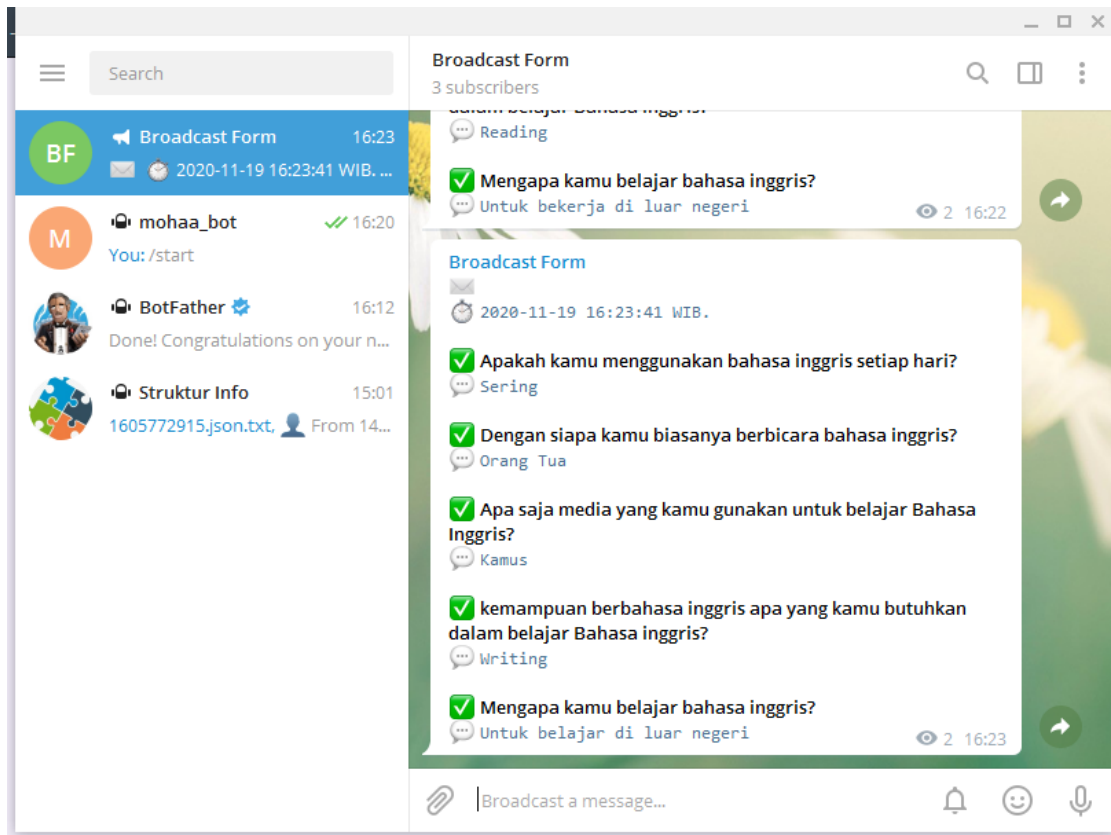 Search
Broadcast Form
3 subscribers
BF
Broadcast Form 16:23
2020-11-19 16:23:41 WIB. ...
M
mohaa_bot 16:20
You: /start
BotFather 16:12
Done! Congratulations on your n...
Struktur Info 15:01
1605772915.json.txt, From 14...
dalam belajar Bahasa inggris?
Reading
Mengapa kamu belajar bahasa inggris?
Untuk bekerja di luar negeri 2 16:22
Broadcast Form
2020-11-19 16:23:41 WIB.
Apakah kamu menggunakan bahasa inggris setiap hari?
Sering
Dengan siapa kamu biasanya berbicara bahasa inggris?
Orang Tua
Apa saja media yang kamu gunakan untuk belajar Bahasa
Inggris?
Kamus
kemampuan berbahasa inggris apa yang kamu butuhkan
dalam belajar Bahasa inggris?
Writing
Mengapa kamu belajar bahasa inggris?
Untuk belajar di luar negeri 2 16:23
Broadcast a message...